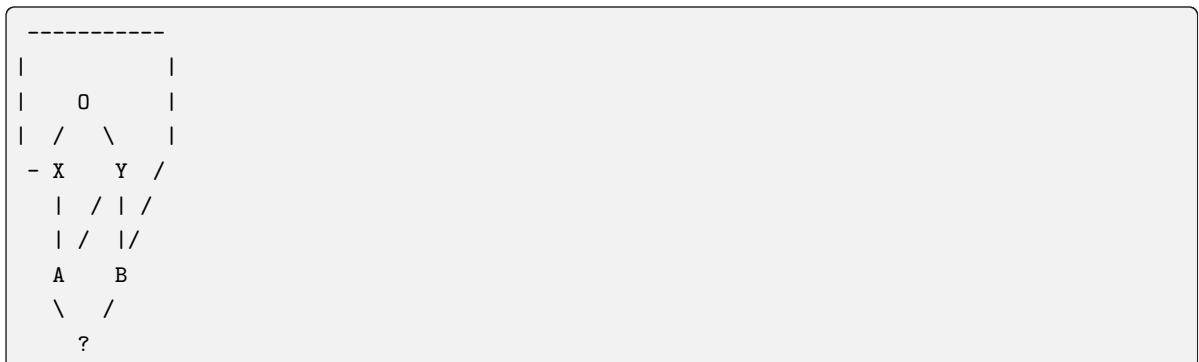 -----------
|           |
|    O      |
|  /   \    |
 - X    Y  /
   |  / | /
   | /  |/
   A    B
   \   /
     ?